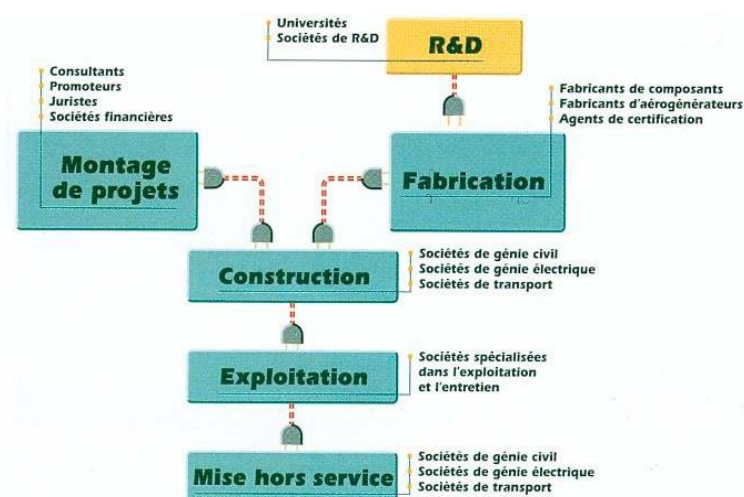 Universités
Sociétés de R&D
R&D
Consultants
Promoteurs
Juristes
Sociétés financières
Fabricants de composants
Fabricants d'aérogénérateurs
Agents de certification
Montage
de projets
Fabrication
Construction
Sociétés de génie civil
Sociétés de génie électrique
Sociétés de transport
Exploitation
Sociétés spécialisées
dans l'exploitation
et l'entretien
Mise hors service
Sociétés de génie civil
Sociétés de génie électrique
Sociétés de transport